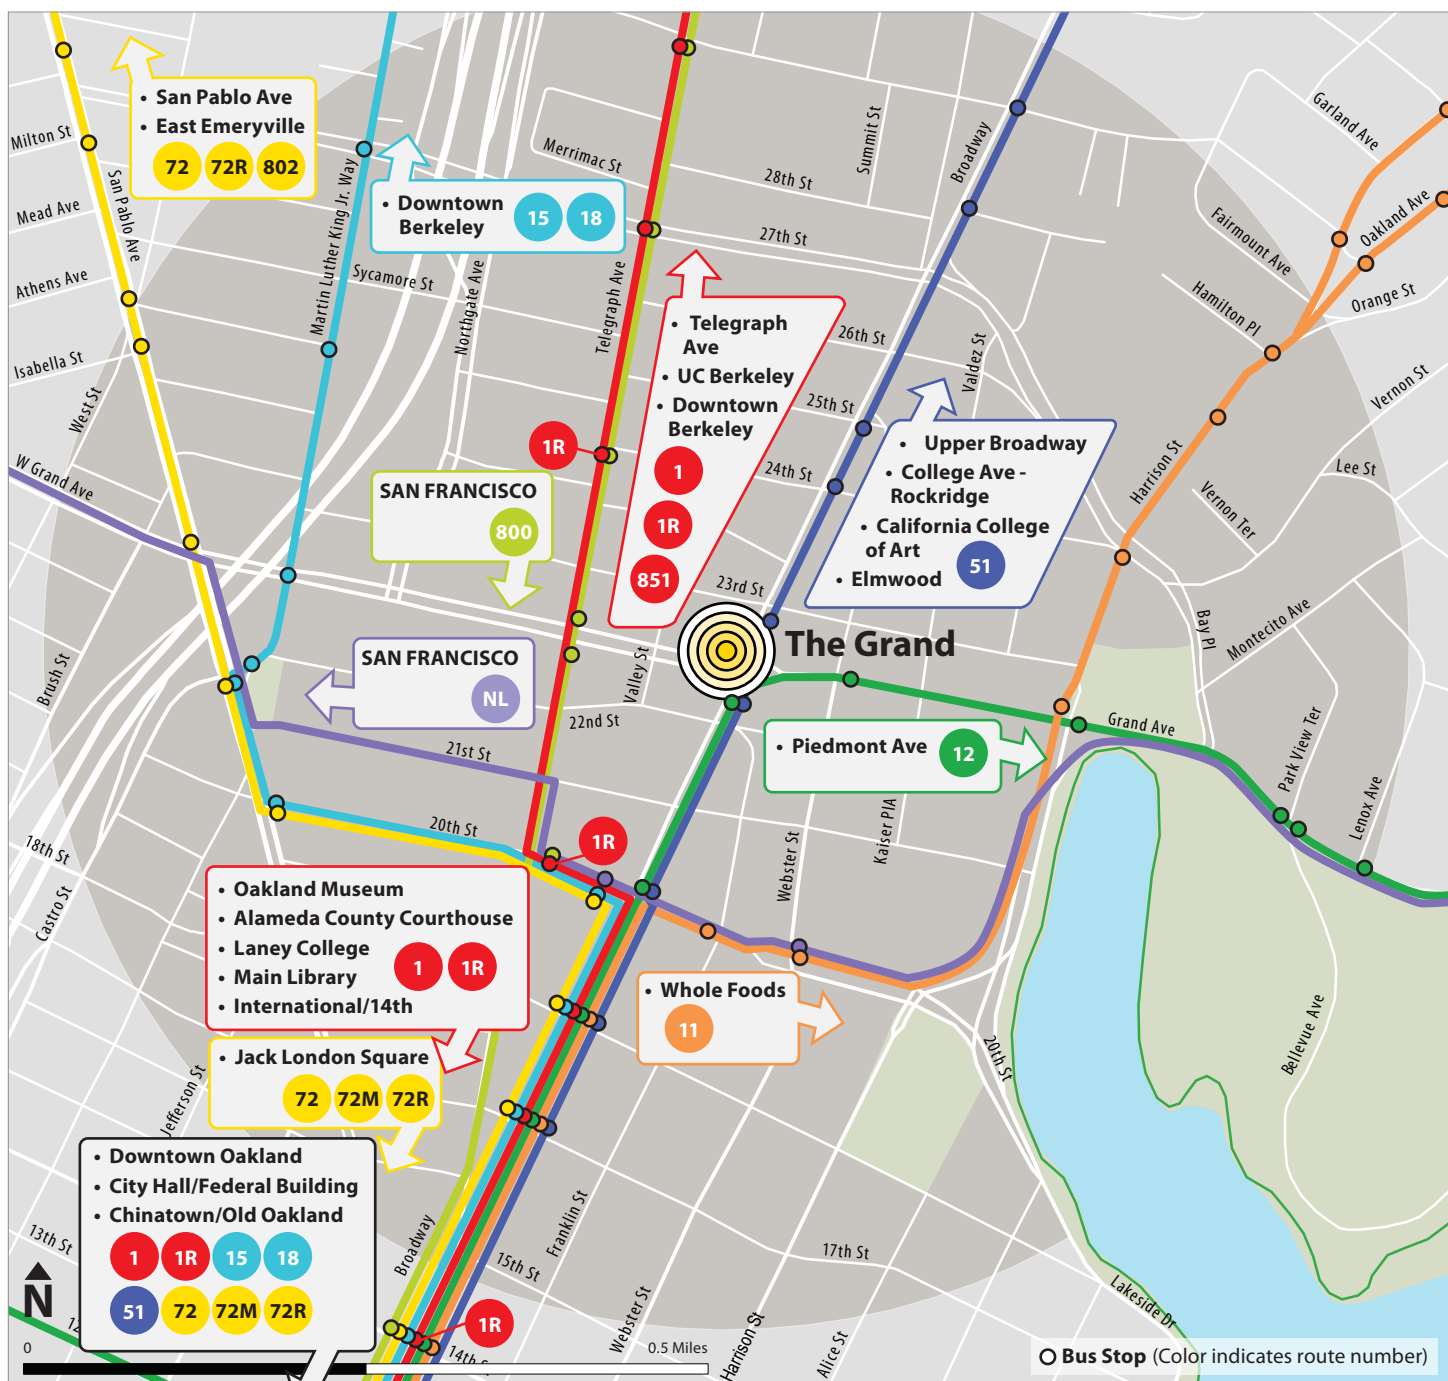 • San Pablo Ave
• East Emeryville
72 72R 802
Milton St
San Pablo Ave
Mead Ave
Athens Ave
Isabella St
West St
W Grand Ave
Brush St
• Downtown
Berkeley
15 18
Martin Luther King Jr. Way
Sycamore St
Northgate Ave
Merrimac St
Telegraph Ave
Summit St
Broadway
28th St
27th St
26th St
25th St
24th St
23rd St
Valdez St
Garland Ave
Oakland Ave
Fairmount Ave
Hamilton Pl
Orange St
Vernon St
Lee St
Vernon Ter
Harrison St
Bay Pl
Montecito Ave
• Telegraph
Ave
• UC Berkeley
• Downtown
Berkeley
1
1R
851
1R
• Upper Broadway
• College Ave -
Rockridge
• California College
of Art
• Elmwood
51
SAN FRANCISCO
800
SAN FRANCISCO
NL
The Grand
Valley St
22nd St
21st St
20th St
• Piedmont Ave
12
Grand Ave
Park View Ter
Lenox Ave
Kaiser PlA
Webster St
18th St
Castro St
1R
• Oakland Museum
• Alameda County Courthouse
• Laney College
• Main Library
• International/14th
1 1R
• Whole Foods
11
Bellevue Ave
20th St
• Jack London Square
72 72M 72R
Jefferson St
• Downtown Oakland
• City Hall/Federal Building
• Chinatown/Old Oakland
1 1R 15 18
51 72 72M 72R
13th St
12
Broadway
Franklin St
15th St
17th St
Webster St
Harrison St
Alice St
Lakeside Dr
1R
14th S
N
0
0.5 Miles
Bus Stop (Color indicates route number)